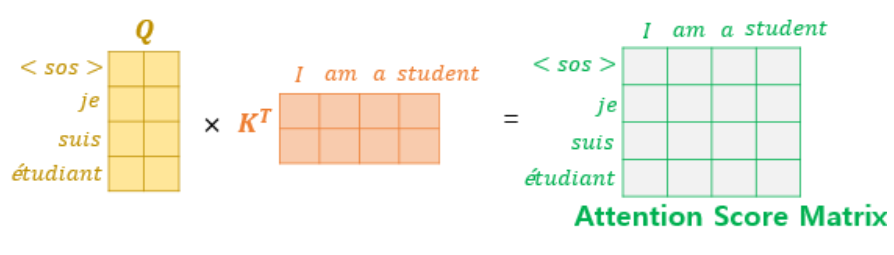 Q
< sos >
je
suis
étudiant
×
K^T
I am a student
=
I am a student
< sos >
je
suis
étudiant
Attention Score Matrix